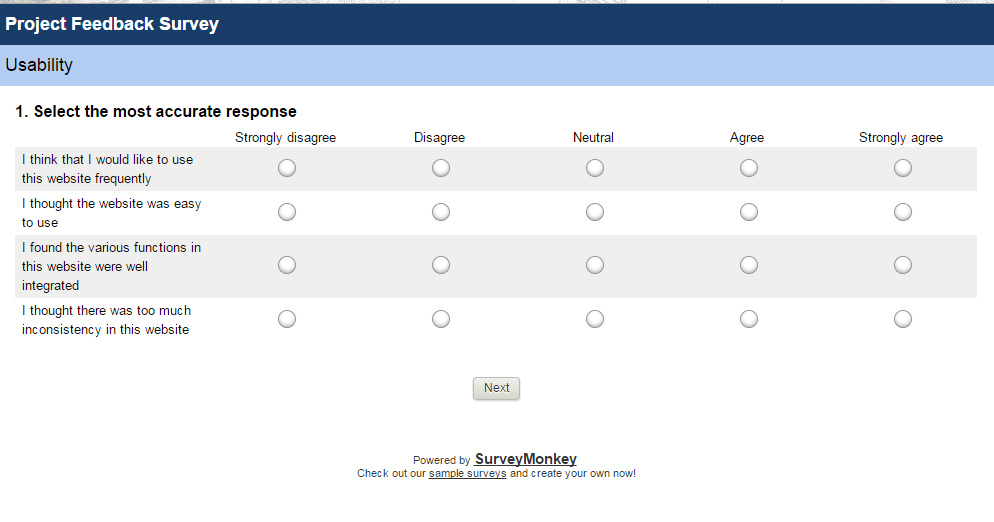 Project Feedback Survey
Usability
1. Select the most accurate response
Strongly disagree Disagree Neutral Agree Strongly agree
I think that I would like to use
this website frequently
I thought the website was easy
to use
I found the various functions in
this website were well
integrated
I thought there was too much
inconsistency in this website
Next
Powered by SurveyMonkey
Check out our sample surveys and create your own now!